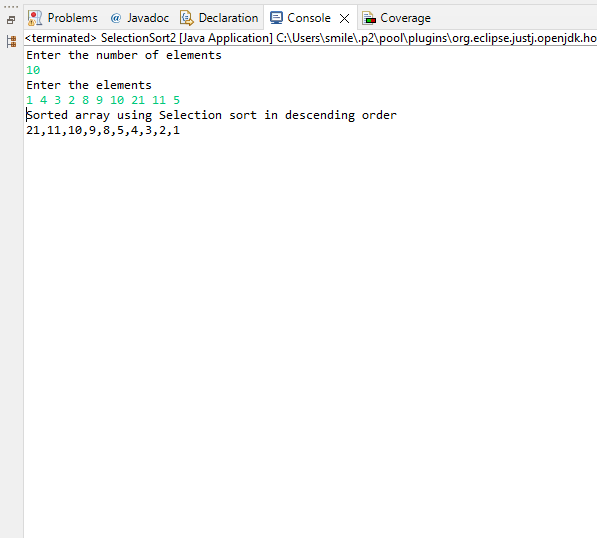 Problems @ Javadoc Declaration Console Coverage
<terminated> SelectionSort2 [Java Application] C:\Users\smile\.p2\pool\plugins\org.eclipse.justj.openjdk.ho
Enter the number of elements
10
Enter the elements
1 4 3 2 8 9 10 21 11 5
Sorted array using Selection sort in descending order
21,11,10,9,8,5,4,3,2,1